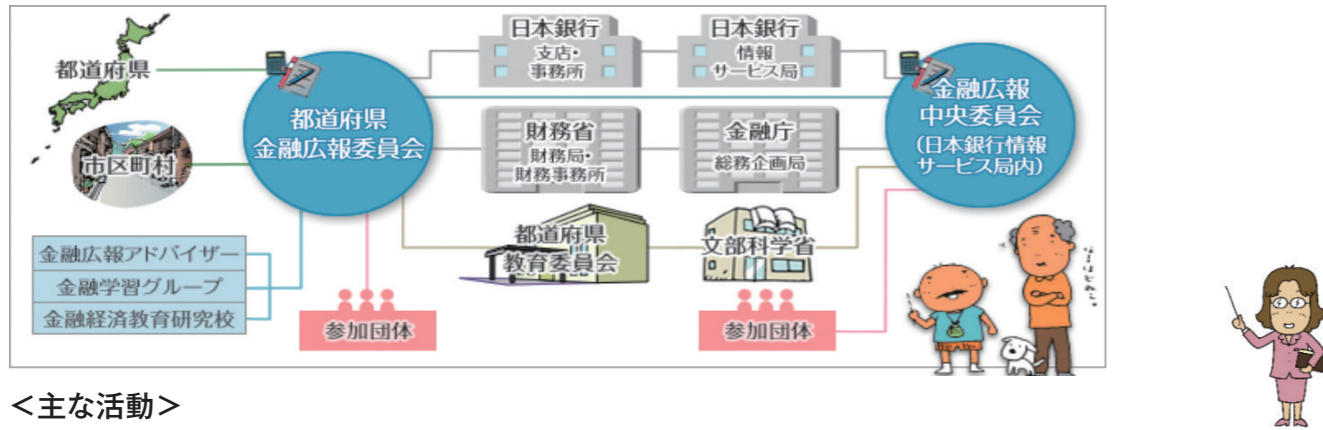 都道府県
市区町村
都道府県
金融広報委員会
日本銀行
支店・
事務所
日本銀行
情報
サービス局
財務省
財務局・
財務事務所
金融庁
総務企画局
都道府県
教育委員会
文部科学省
金融広報
中央委員会
(日本銀行情報
サービス局内)
金融広報アドバイザー
金融学習グループ
金融経済教育研究校
参加団体
参加団体
<主な活動>